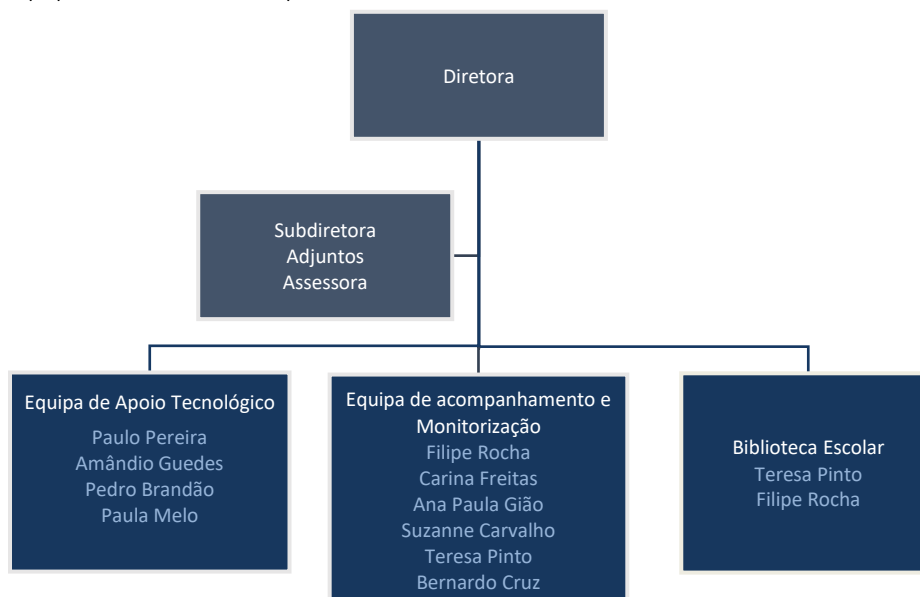 Diretora
Subdiretora
Adjuntos
Assessora
Equipa de Apoio Tecnológico
Paulo Pereira
Amândio Guedes
Pedro Brandão
Paula Melo
Equipa de acompanhamento e
Monitorização
Filipe Rocha
Carina Freitas
Ana Paula Gião
Suzanne Carvalho
Teresa Pinto
Bernardo Cruz
Biblioteca Escolar
Teresa Pinto
Filipe Rocha